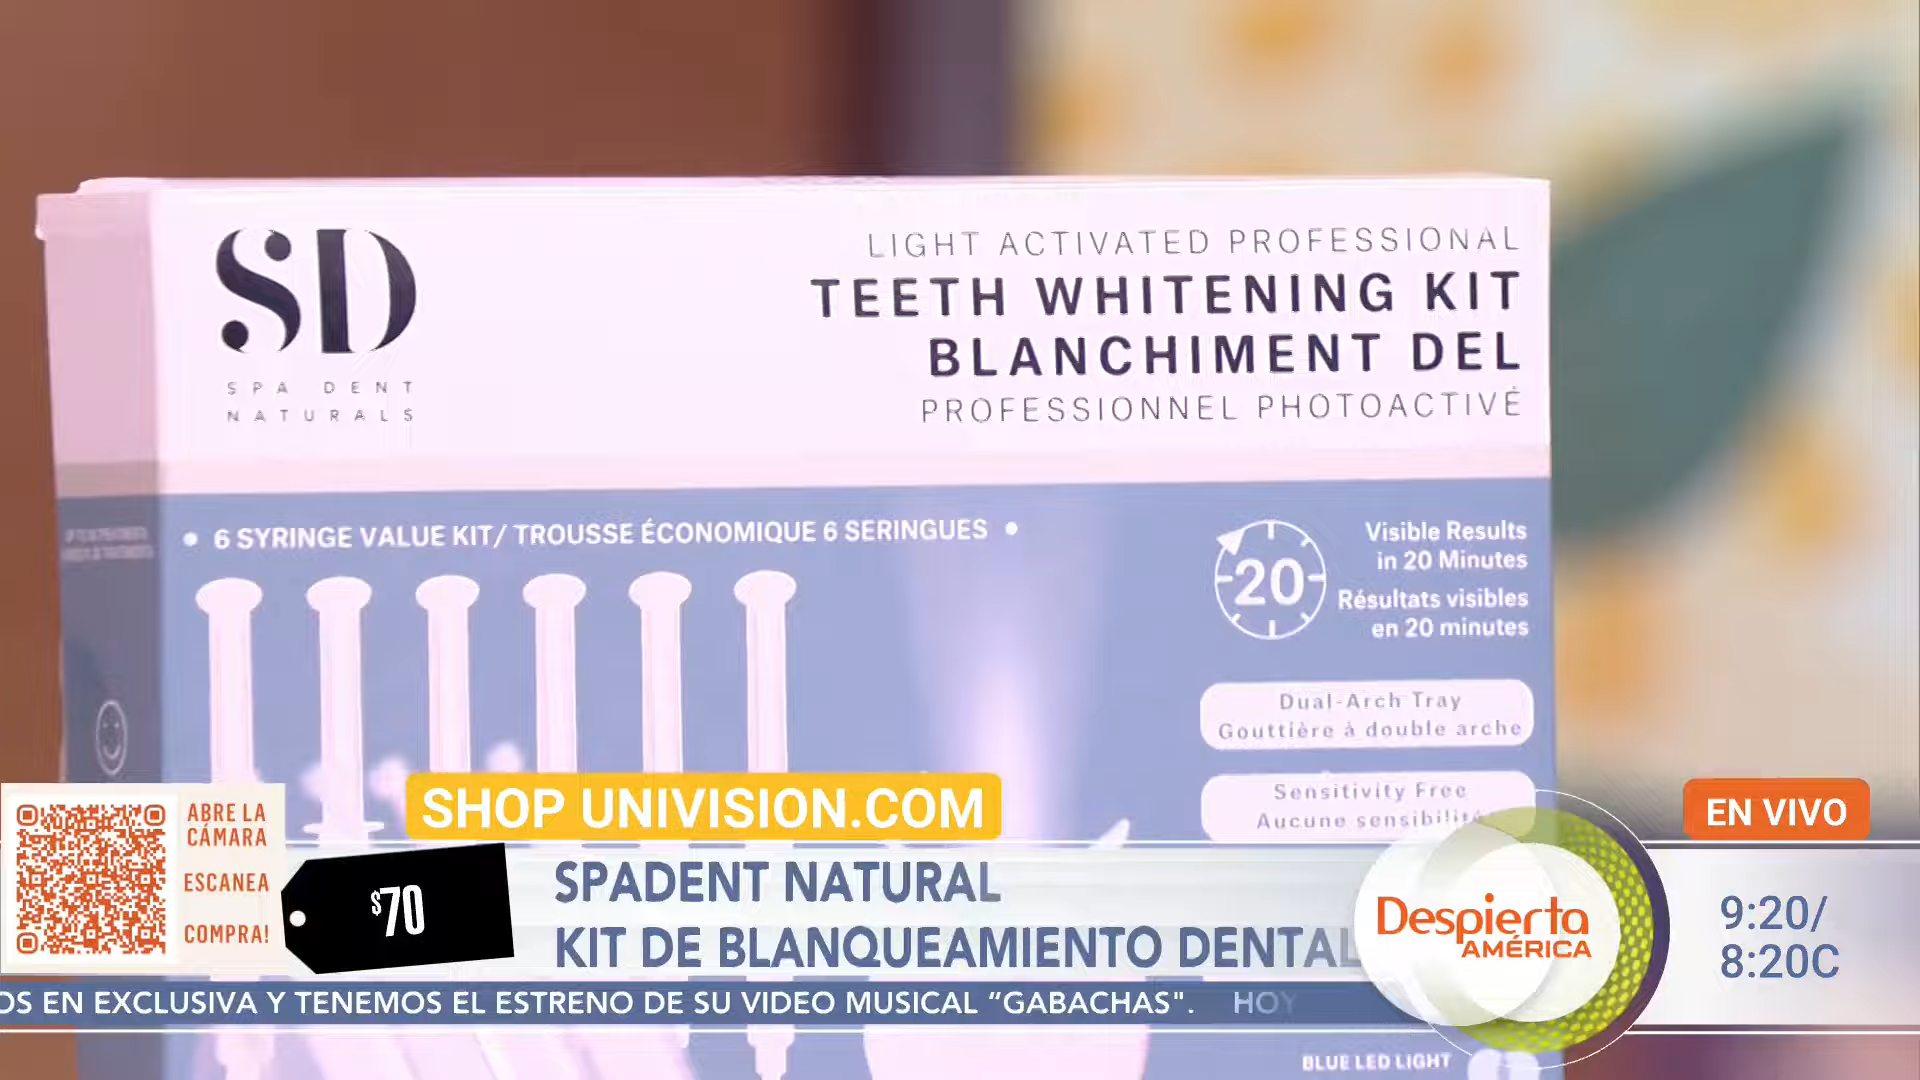 SD
SPA DENT
NATURALS
LIGHT ACTIVATED PROFESSIONAL
TEETH WHITENING KIT
BLANCHIMENT DEL
PROFESSIONNEL PHOTOACTIVÉ
• 6 SYRINGE VALUE KIT/ TROUSSE ÉCONOMIQUE 6 SERINGUES •
20
Visible Results
in 20 Minutes
Résultats visibles
en 20 minutes
Dual-Arch Tray
Gouttière à double arche
Sensitivity Free
Aucune sensibilité
BLUE LED LIGHT
ABRE LA
CÁMARA
ESCANEA
COMPRA!
SHOP UNIVISION.COM
$70
SPADENT NATURAL
KIT DE BLANQUEAMIENTO DENTAL
Despierta
AMÉRICA
EN VIVO
9:20/
8:20C
OS EN EXCLUSIVA Y TENEMOS EL ESTRENO DE SU VIDEO MUSICAL “GABACHAS". HOY